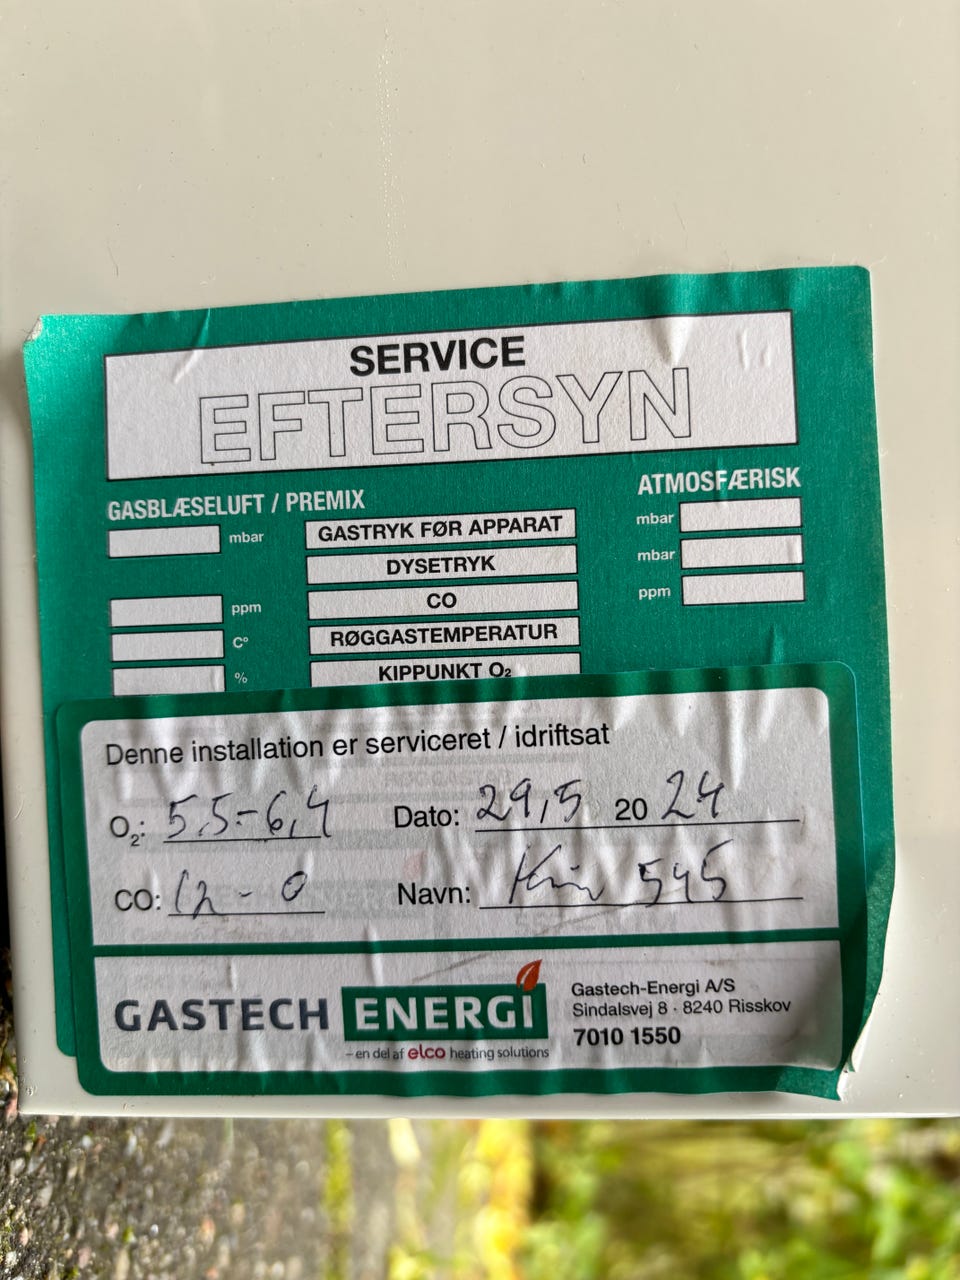 SERVICE
EFTERSYN
GASBLÆSELUFT / PREMIX
ATMOSFÆRISK
mbar
GASTRYK FØR APPARAT
mbar
DYSETRYK
mbar
ppm
CO
ppm
C°
RØGGASTEMPERATUR
%
KIPPUNKT O₂
Denne installation er serviceret / idriftsat
O₂: 5,5-6,4 Dato: 29,5 20 24
CO: 12 - 0 Navn: 545
GASTECH ENERGI
– en del af elco heating solutions
Gastech-Energi A/S
Sindalsvej 8 · 8240 Risskov
7010 1550